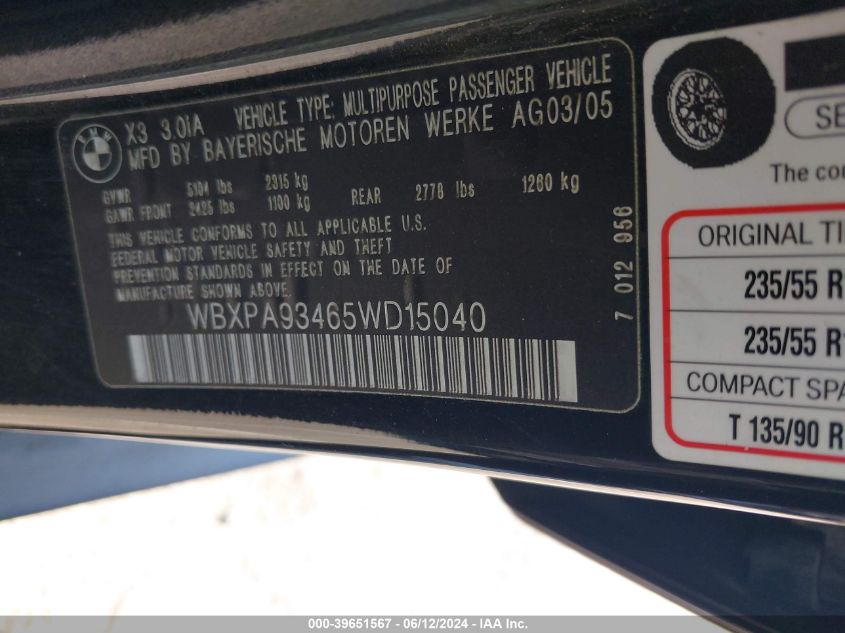 BMW
X3 3.0iA VEHICLE TYPE: MULTIPURPOSE PASSENGER VEHICLE
MFD BY BAYERISCHE MOTOREN WERKE AG03/05
GVWR 5104 lbs 2315 kg
GAWR FRONT 2425 lbs 1100 kg REAR 2778 lbs 1260 kg
THIS VEHICLE CONFORMS TO ALL APPLICABLE U.S.
FEDERAL MOTOR VEHICLE SAFETY AND THEFT
PREVENTION STANDARDS IN EFFECT ON THE DATE OF
MANUFACTURE SHOWN ABOVE.
WBXPA93465WD15040
7 012 956
SE
The co
ORIGINAL TI
235/55 R
235/55 R1
COMPACT SPA
T 135/90 R
000-39651567 - 06/12/2024 - IAA Inc.